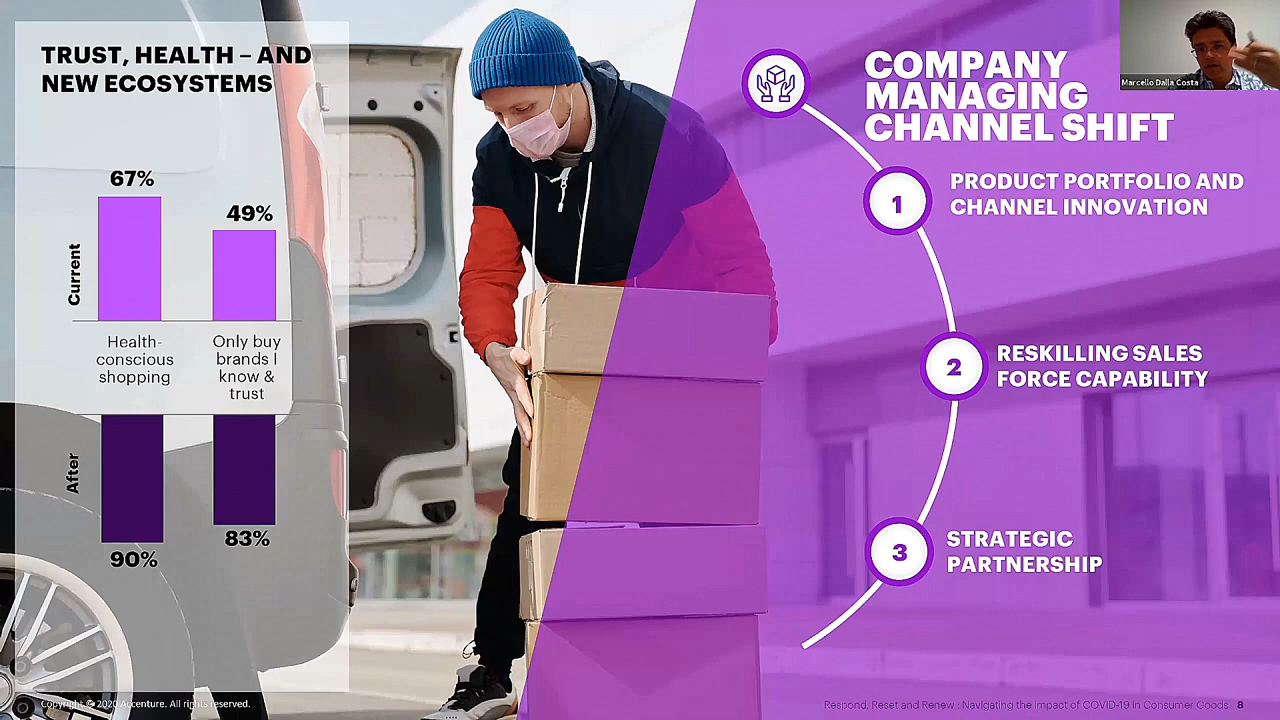 TRUST, HEALTH – AND
NEW ECOSYSTEMS
67%
49%
Current
Health-
conscious
shopping
Only buy
brands I
know &
trust
After
90%
83%
COMPANY
MANAGING
CHANNEL SHIFT
1
PRODUCT PORTFOLIO AND
CHANNEL INNOVATION
2
RESKILLING SALES
FORCE CAPABILITY
3
STRATEGIC
PARTNERSHIP
Marcello Dalla Costa
Copyright © 2020 Accenture. All rights reserved.
Respond, Reset and Renew : Navigating the impact of COVID-19 in Consumer Goods 8